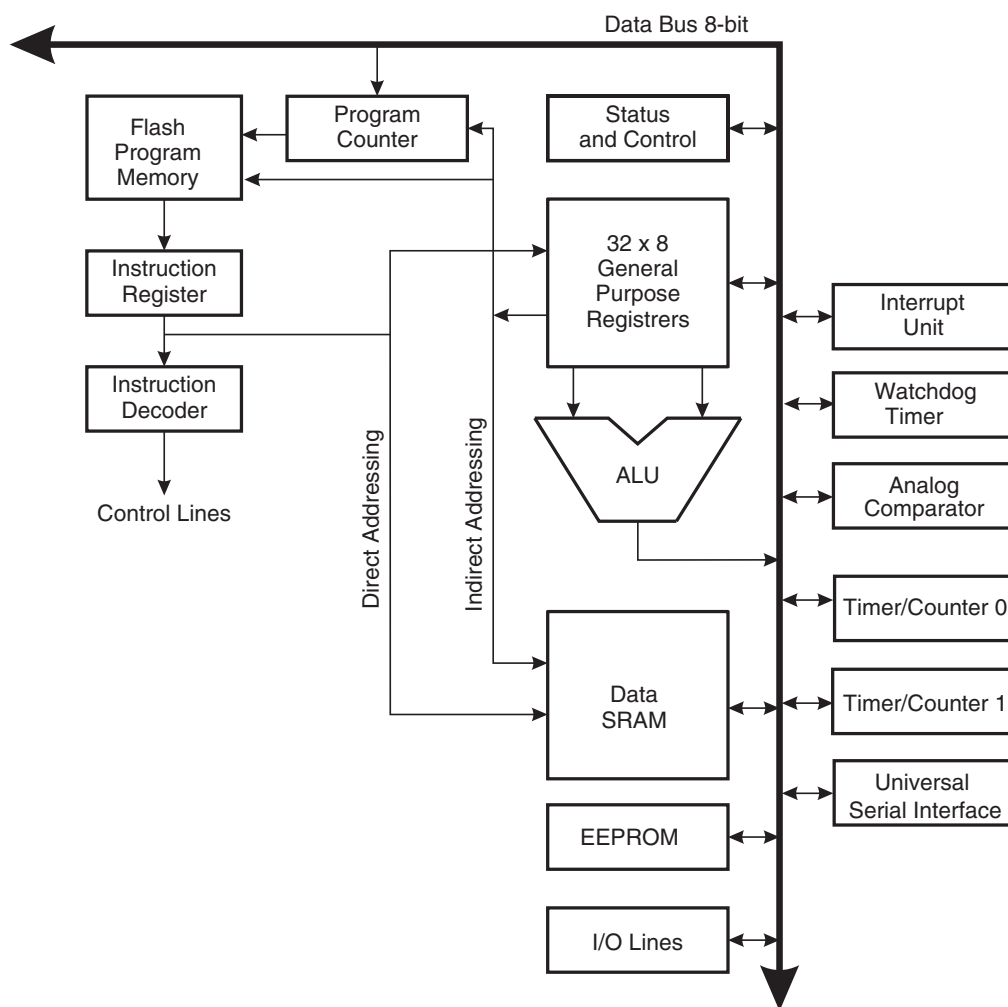 Data Bus 8-bit
Flash
Program
Memory
Program
Counter
Status
and Control
32 x 8
General
Purpose
Registrers
Instruction
Register
Interrupt
Unit
Instruction
Decoder
Watchdog
Timer
ALU
Analog
Comparator
Control Lines
Direct Addressing
Indirect Addressing
Timer/Counter 0
Data
SRAM
Timer/Counter 1
Universal
Serial Interface
EEPROM
I/O Lines